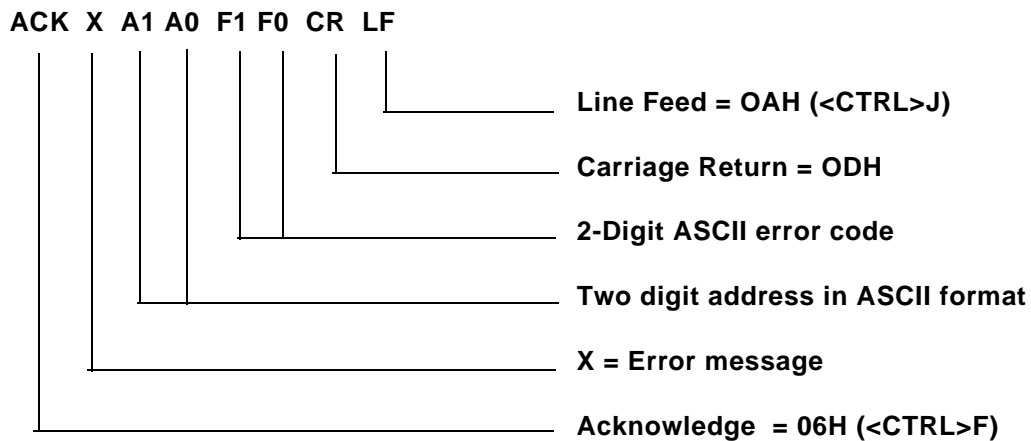 ACK X A1 A0 F1 F0 CR LF
Line Feed = OAH (<CTRL>J)
Carriage Return = ODH
2-Digit ASCII error code
Two digit address in ASCII format
X = Error message
Acknowledge = 06H (<CTRL>F)